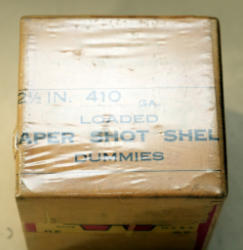 2½ IN. 410 GA.
LOADED
APER SHOT SHEL
DUMMIES